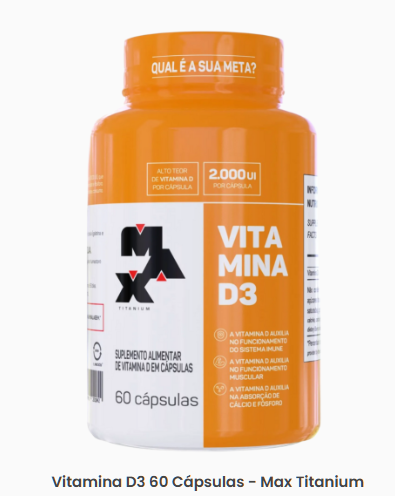 QUAL É A SUA META?
ALTO TEOR
DE VITAMINA D
POR CÁPSULA
2.000UI
POR CÁPSULA
VITA
MINA
D3
MAX
TITANIUM
A VITAMINA D AUXILIA
NO FUNCIONAMENTO
DO SISTEMA IMUNE
A VITAMINA D AUXILIA
NO FUNCIONAMENTO
MUSCULAR
A VITAMINA D AUXILIA
NA ABSORÇÃO DE
CÁLCIO E FÓSFORO
SUPLEMENTO ALIMENTAR
DE VITAMINA D EM CÁPSULAS
60 cápsulas
Vitamina D3 60 Cápsulas - Max Titanium